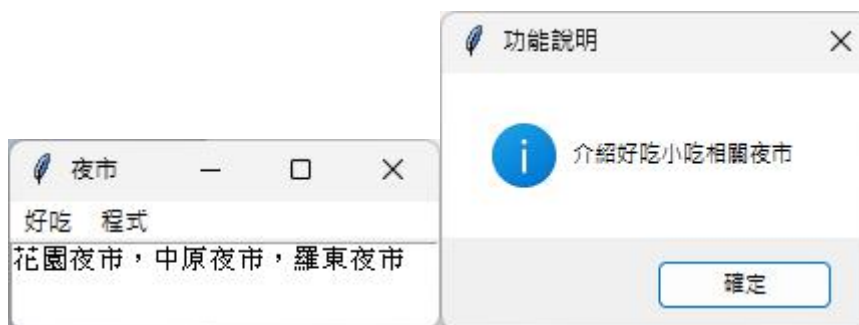 夜市
好吃 程式
花園夜市，中原夜市，羅東夜市
功能說明
介紹好吃小吃相關夜市
確定